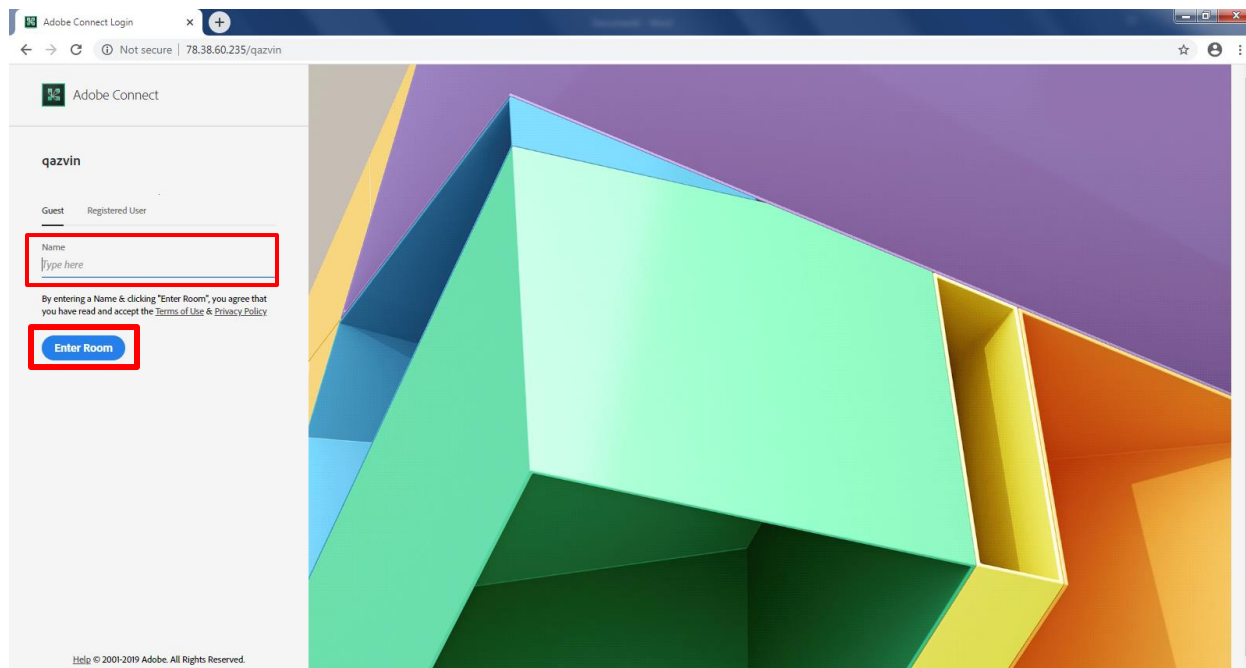 Adobe Connect Login
Not secure | 78.38.60.235/qazvin
Adobe Connect
qazvin
Guest Registered User
Name
Type here
By entering a Name & clicking "Enter Room", you agree that
you have read and accept the Terms of Use & Privacy Policy
Enter Room
Help © 2001-2019 Adobe. All Rights Reserved.